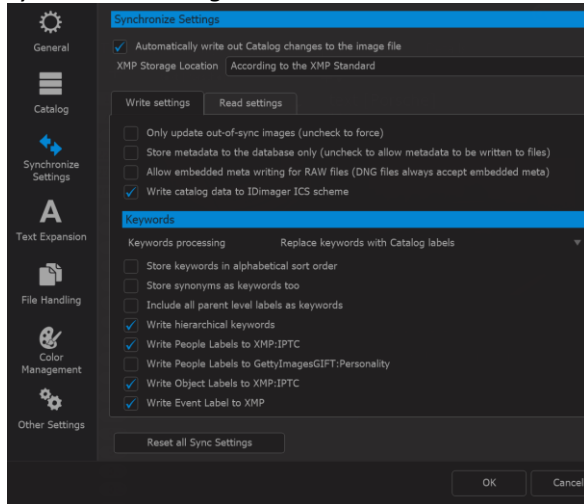 Synchronize Settings
General
Automatically write out Catalog changes to the image file
XMP Storage Location According to the XMP Standard
Catalog
Write settings Read settings
Only update out-of-sync images (uncheck to force)
Store metadata to the database only (uncheck to allow metadata to be written to files)
Synchronize
Settings
Allow embedded meta writing for RAW files (DNG files always accept embedded meta)
Write catalog data to IDimager ICS scheme
Text Expansion
Keywords
Keywords processing Replace keywords with Catalog labels
Store keywords in alphabetical sort order
Store synonyms as keywords too
File Handling
Include all parent level labels as keywords
Write hierarchical keywords
Write People Labels to XMP:IPTC
Color
Management
Write People Labels to GettyImagesGIFT:Personality
Write Object Labels to XMP:IPTC
Write Event Label to XMP
Other Settings
Reset all Sync Settings
OK Cancel